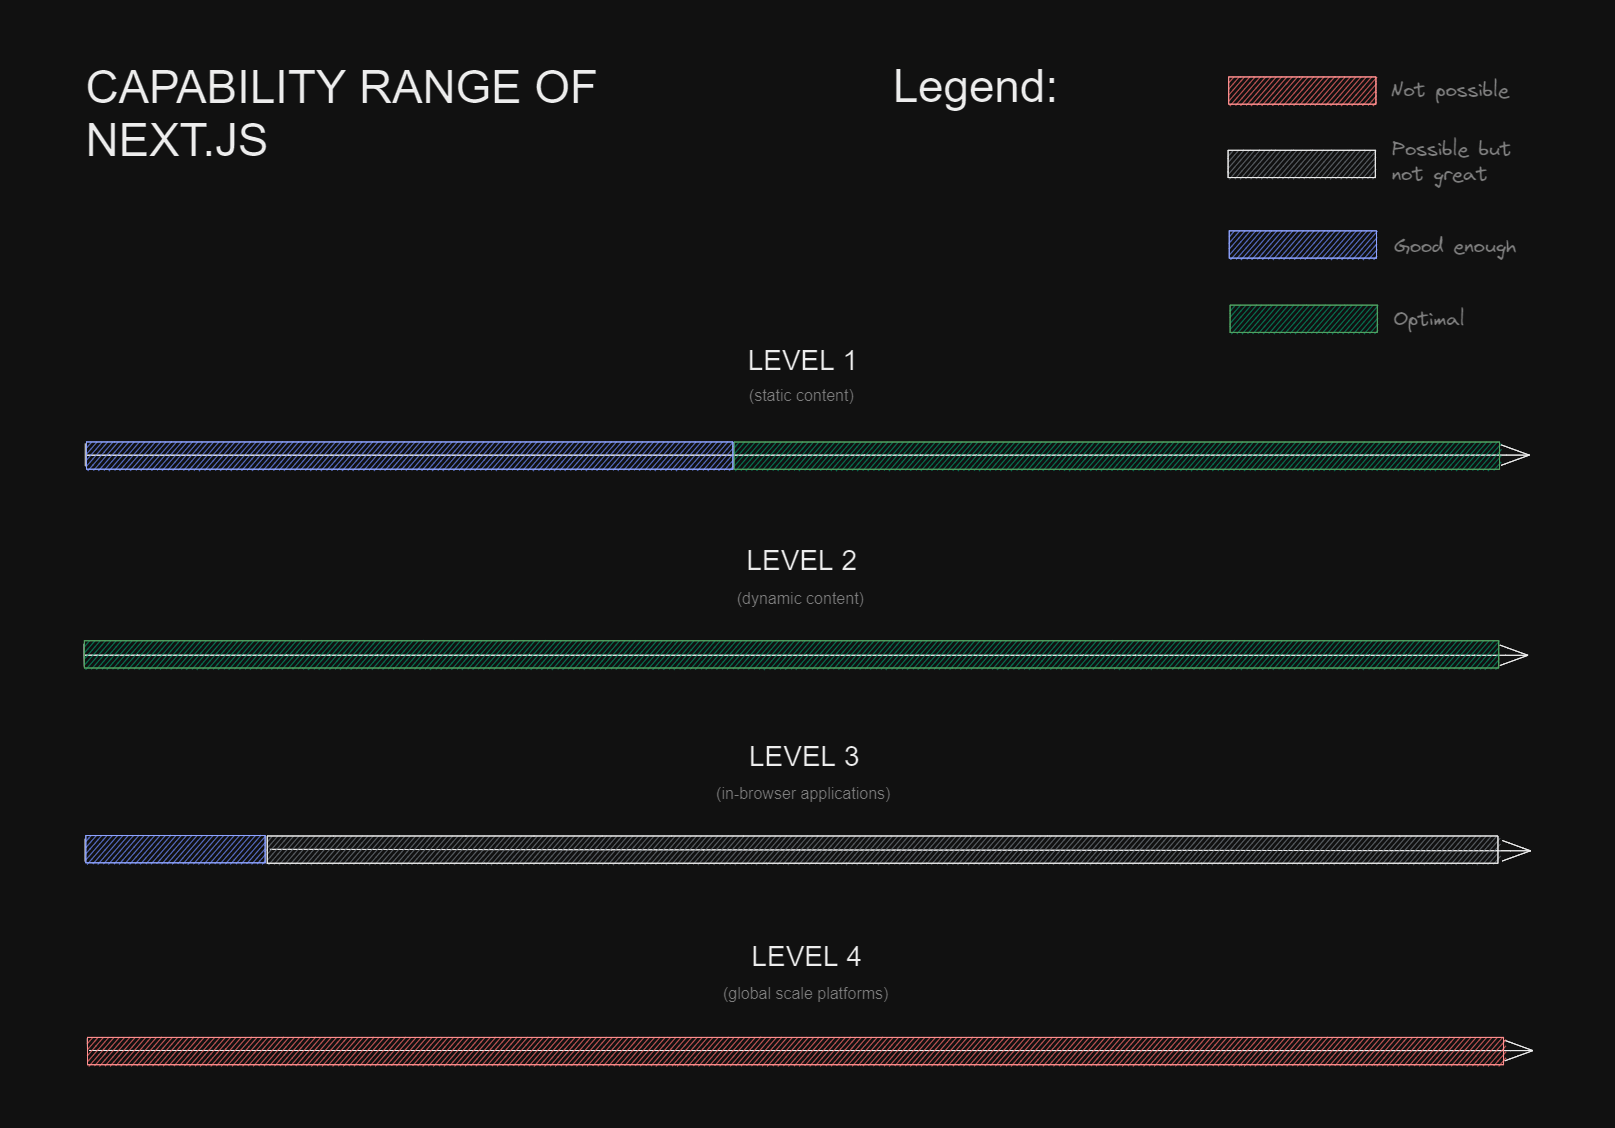 CAPABILITY RANGE OF
NEXT.JS
Legend:
Not possible
Possible but
not great
Good enough
Optimal
LEVEL 1
(static content)
LEVEL 2
(dynamic content)
LEVEL 3
(in-browser applications)
LEVEL 4
(global scale platforms)